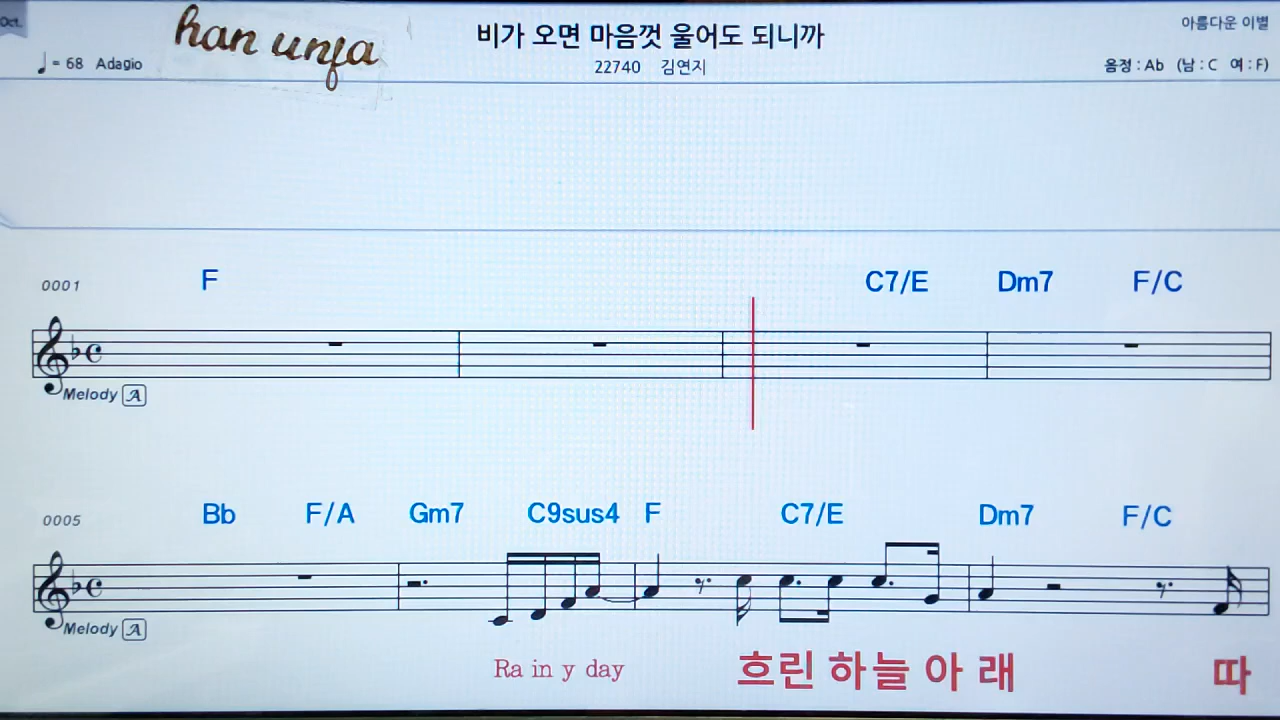 Oct.
han unfa
비가 오면 마음껏 울어도 되니까
아름다운 이별
♩= 68 Adagio
22740 김연지
음정 : Ab (남 : C 여 : F)
0001 F C7/E Dm7 F/C
Melody A
0005 Bb F/A Gm7 C9sus4 F C7/E Dm7 F/C
Melody A
Ra in y day 흐린 하늘 아 래 따